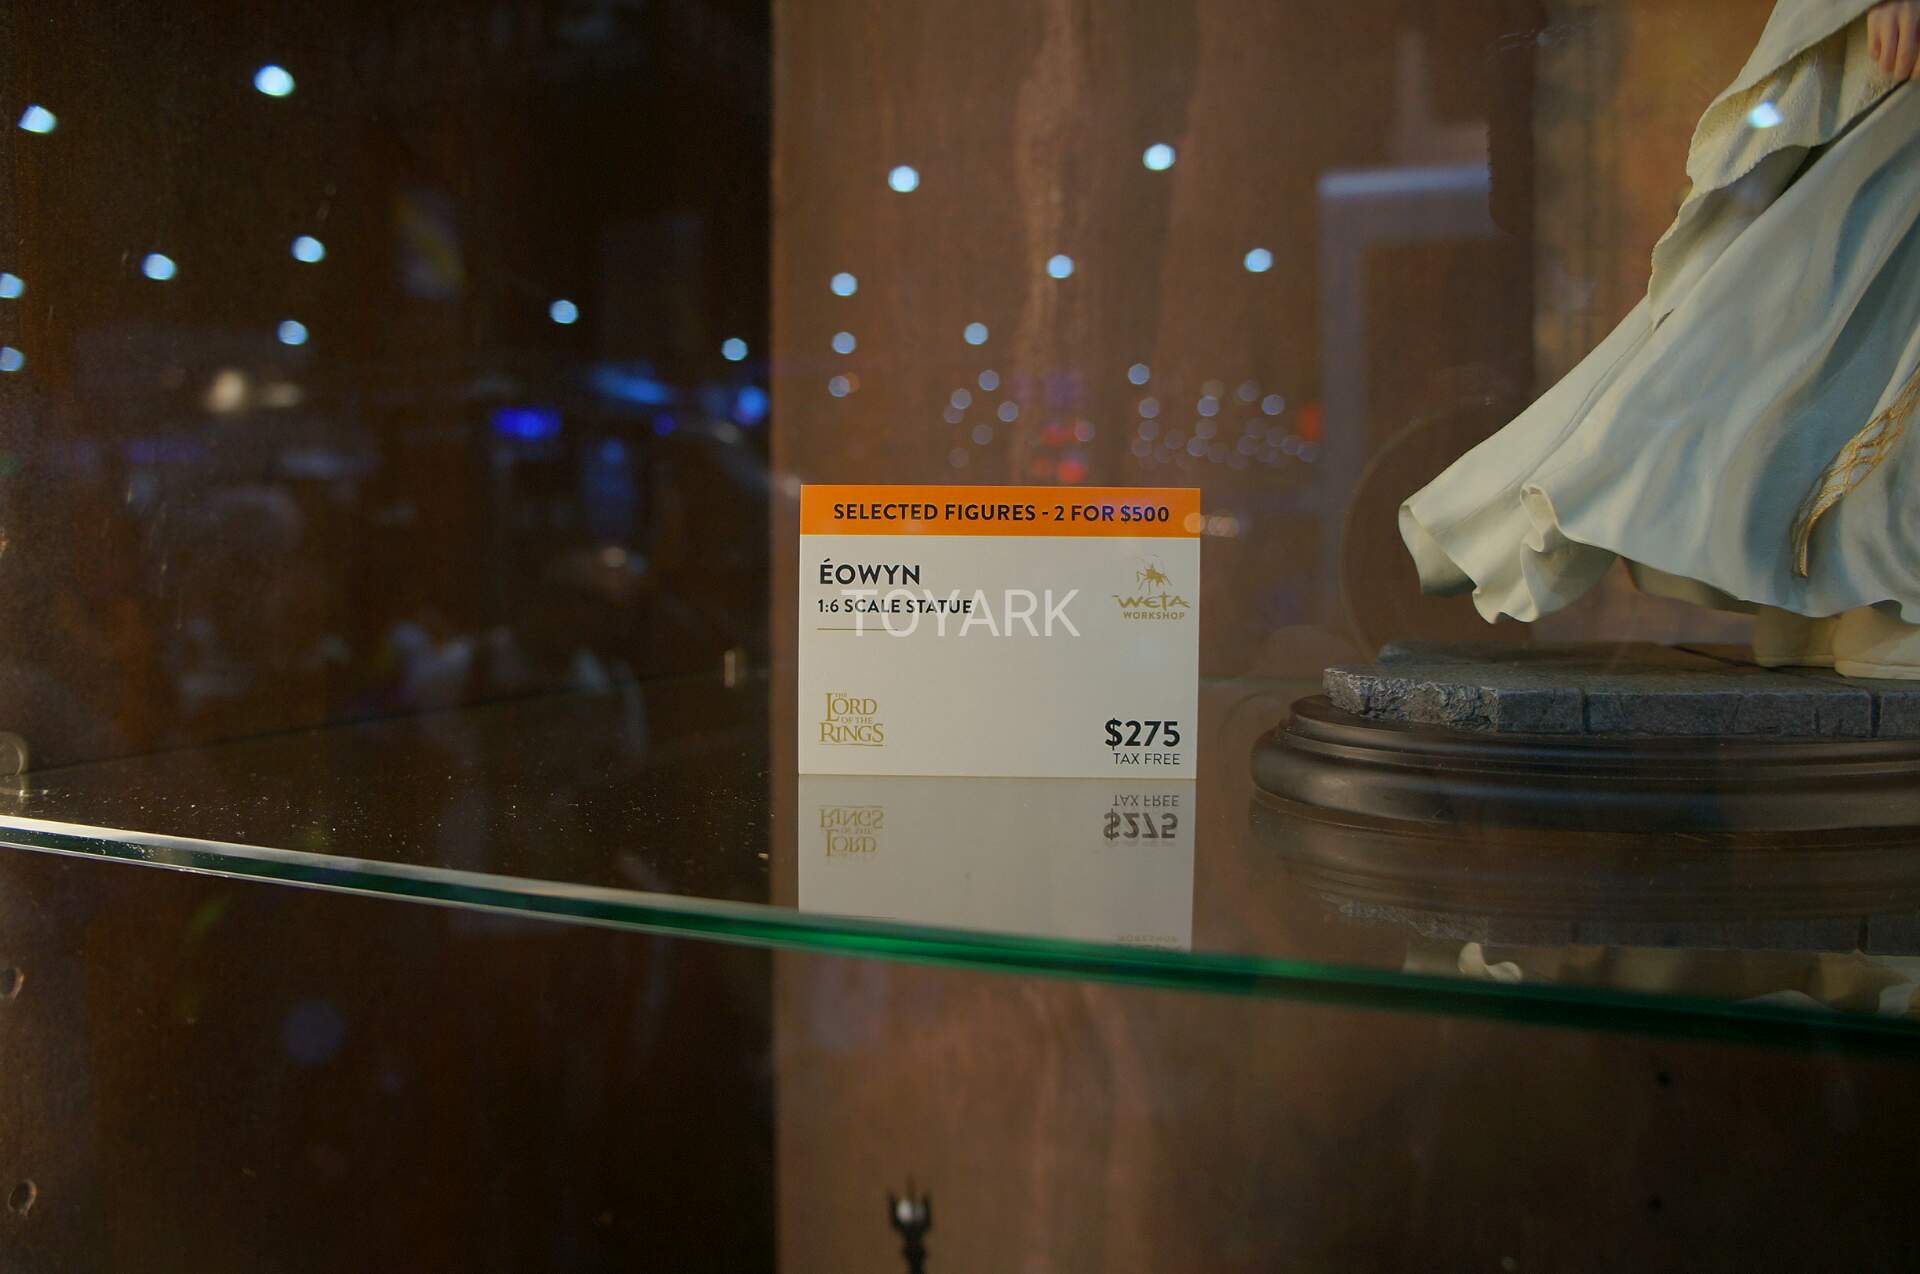 SELECTED FIGURES - 2 FOR $500
ÉOWYN
1:6 SCALE STATUE
TOYARK
WETA
WORKSHOP
THE
LORD
OF THE
RINGS
$275
TAX FREE